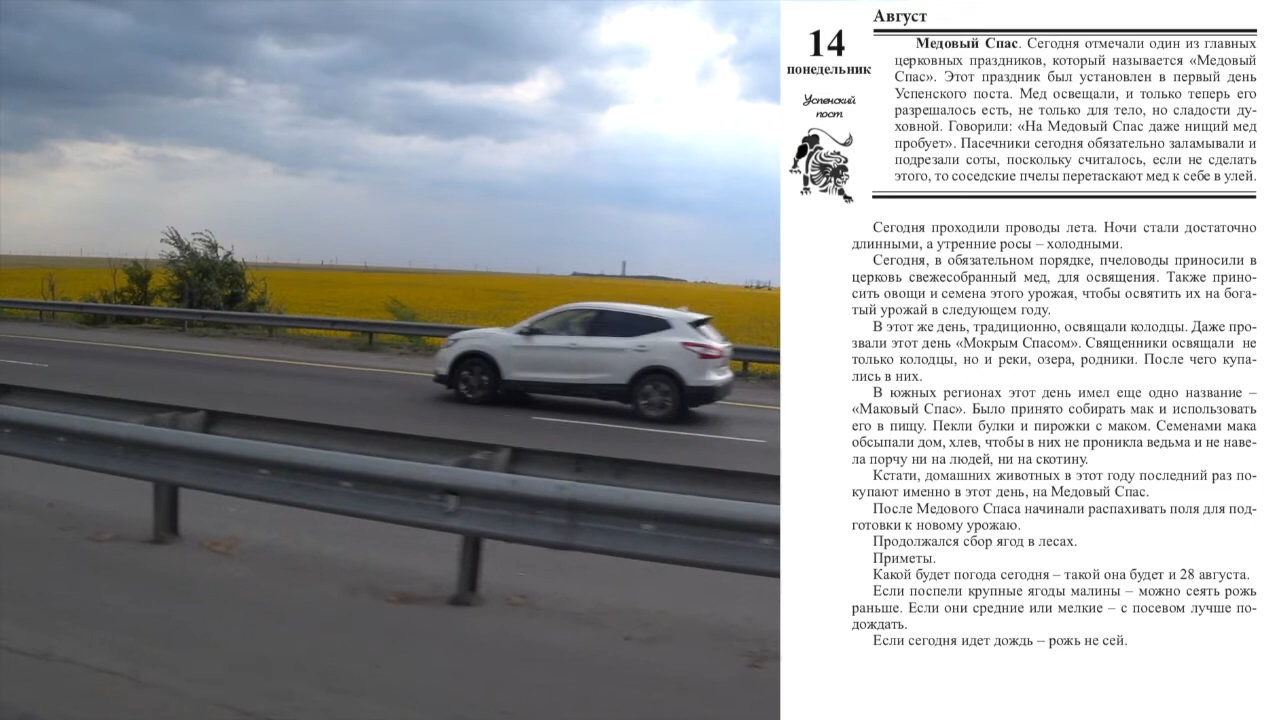 Август
14
понедельник
Успенский
пост
Медовый Спас. Сегодня отмечали один из главных
церковных праздников, который называется «Медовый
Спас». Этот праздник был установлен в первый день
Успенского поста. Мед освещали, и только теперь его
разрешалось есть, не только для тело, но сладости ду-
ховной. Говорили: «На Медовый Спас даже нищий мед
пробует». Пасечники сегодня обязательно заламывали и
подрезали соты, поскольку считалось, если не сделать
этого, то соседские пчелы перетаскают мед к себе в улей.
Сегодня проходили проводы лета. Ночи стали достаточно
длинными, а утренние росы – холодными.
Сегодня, в обязательном порядке, пчеловоды приносили в
церковь свежесобранный мед, для освящения. Также прино-
сить овощи и семена этого урожая, чтобы освятить их на бога-
тый урожай в следующем году.
В этот же день, традиционно, освящали колодцы. Даже про-
звали этот день «Мокрым Спасом». Священники освящали не
только колодцы, но и реки, озера, родники. После чего купа-
лись в них.
В южных регионах этот день имел еще одно название –
«Маковый Спас». Было принято собирать мак и использовать
его в пищу. Пекли булки и пирожки с маком. Семенами мака
обсыпали дом, хлев, чтобы в них не проникла ведьма и не наве-
ла порчу ни на людей, ни на скотину.
Кстати, домашних животных в этот году последний раз по-
купают именно в этот день, на Медовый Спас.
После Медового Спаса начинали распахивать поля для под-
готовки к новому урожаю.
Продолжался сбор ягод в лесах.
Приметы.
Какой будет погода сегодня – такой она будет и 28 августа.
Если поспели крупные ягоды малины – можно сеять рожь
раньше. Если они средние или мелкие – с посевом лучше по-
дождать.
Если сегодня идет дождь – рожь не сей.